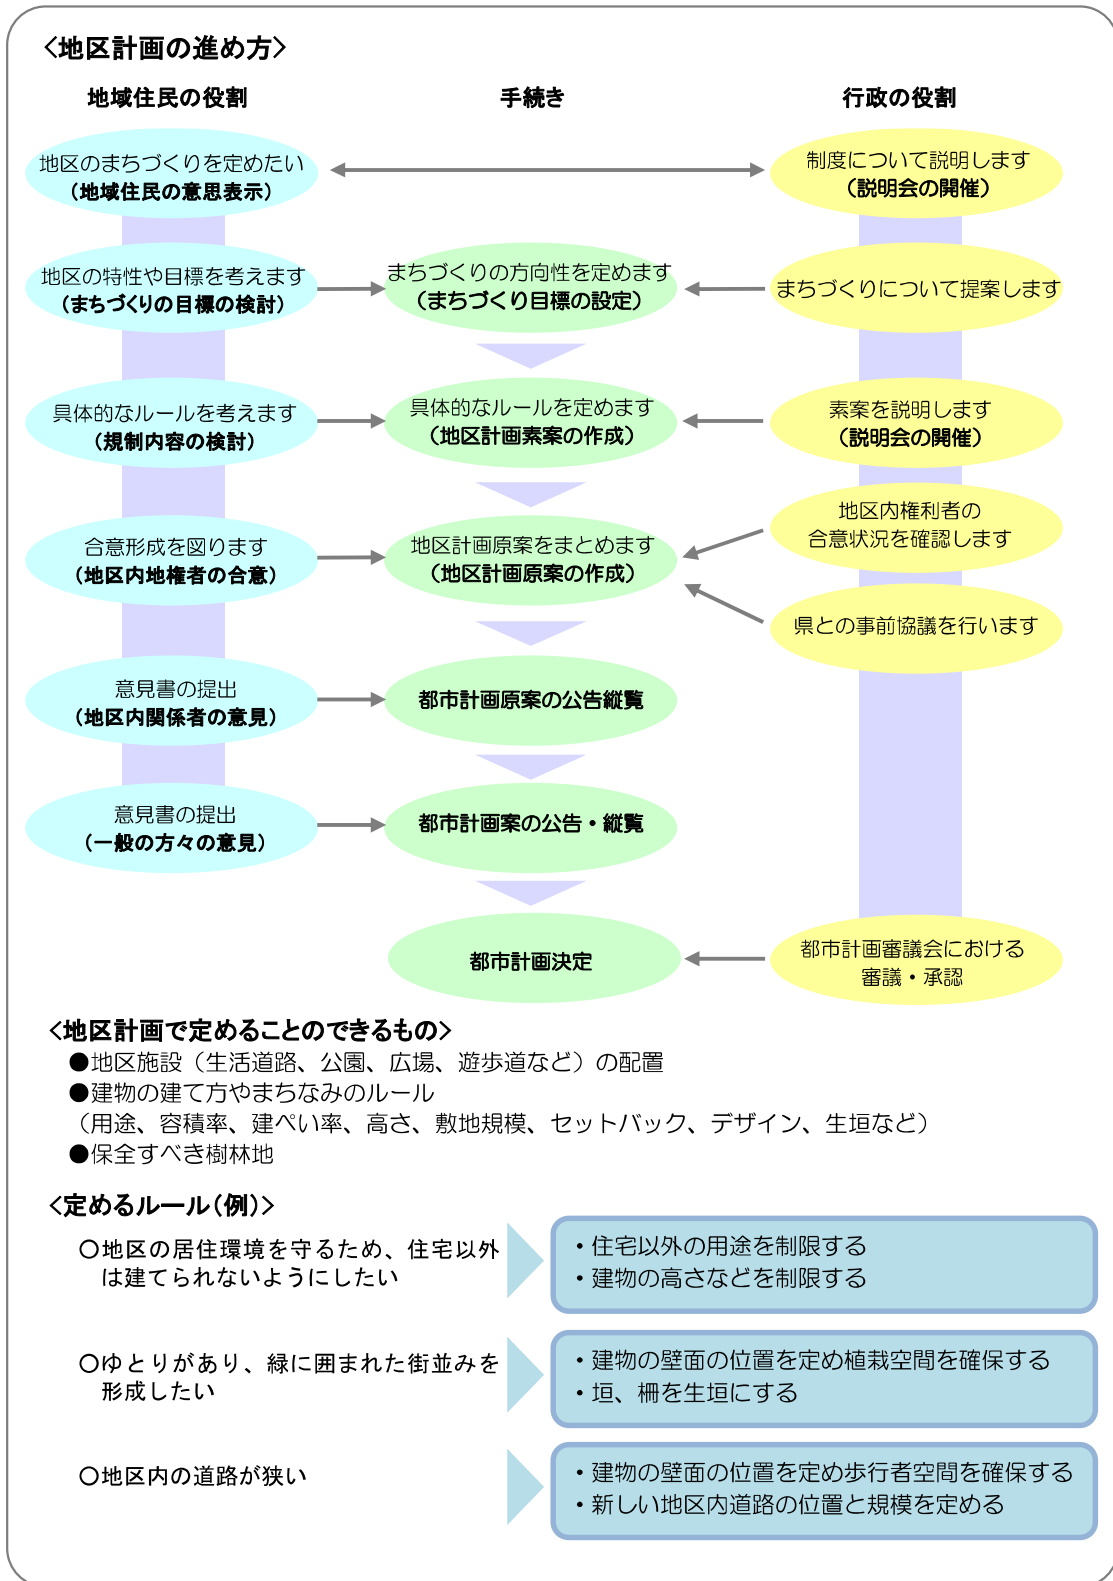 <地区計画の進め方>
地域住民の役割
手続き
行政の役割
地区のまちづくりを定めたい
(地域住民の意思表示)
制度について説明します
(説明会の開催)
地区の特性や目標を考えます
(まちづくりの目標の検討)
まちづくりの方向性を定めます
(まちづくり目標の設定)
まちづくりについて提案します
具体的なルールを考えます
(規制内容の検討)
具体的なルールを定めます
(地区計画素案の作成)
素案を説明します
(説明会の開催)
合意形成を図ります
(地区内地権者の合意)
地区計画原案をまとめます
(地区計画原案の作成)
地区内権利者の
合意状況を確認します
県との事前協議を行います
意見書の提出
(地区内関係者の意見)
都市計画原案の公告縦覧
意見書の提出
(一般の方々の意見)
都市計画案の公告・縦覧
都市計画決定
都市計画審議会における
審議・承認
<地区計画で定めることのできるもの>
●地区施設(生活道路、公園、広場、遊歩道など)の配置
●建物の建て方やまちなみのルール
(用途、容積率、建ぺい率、高さ、敷地規模、セットバック、デザイン、生垣など)
●保全すべき樹林地
<定めるルール(例)>
○地区の居住環境を守るため、住宅以外
は建てられないようにしたい
・住宅以外の用途を制限する
・建物の高さなどを制限する
○ゆとりがあり、緑に囲まれた街並みを
形成したい
・建物の壁面の位置を定め植栽空間を確保する
・垣、柵を生垣にする
○地区内の道路が狭い
・建物の壁面の位置を定め歩行者空間を確保する
・新しい地区内道路の位置と規模を定める